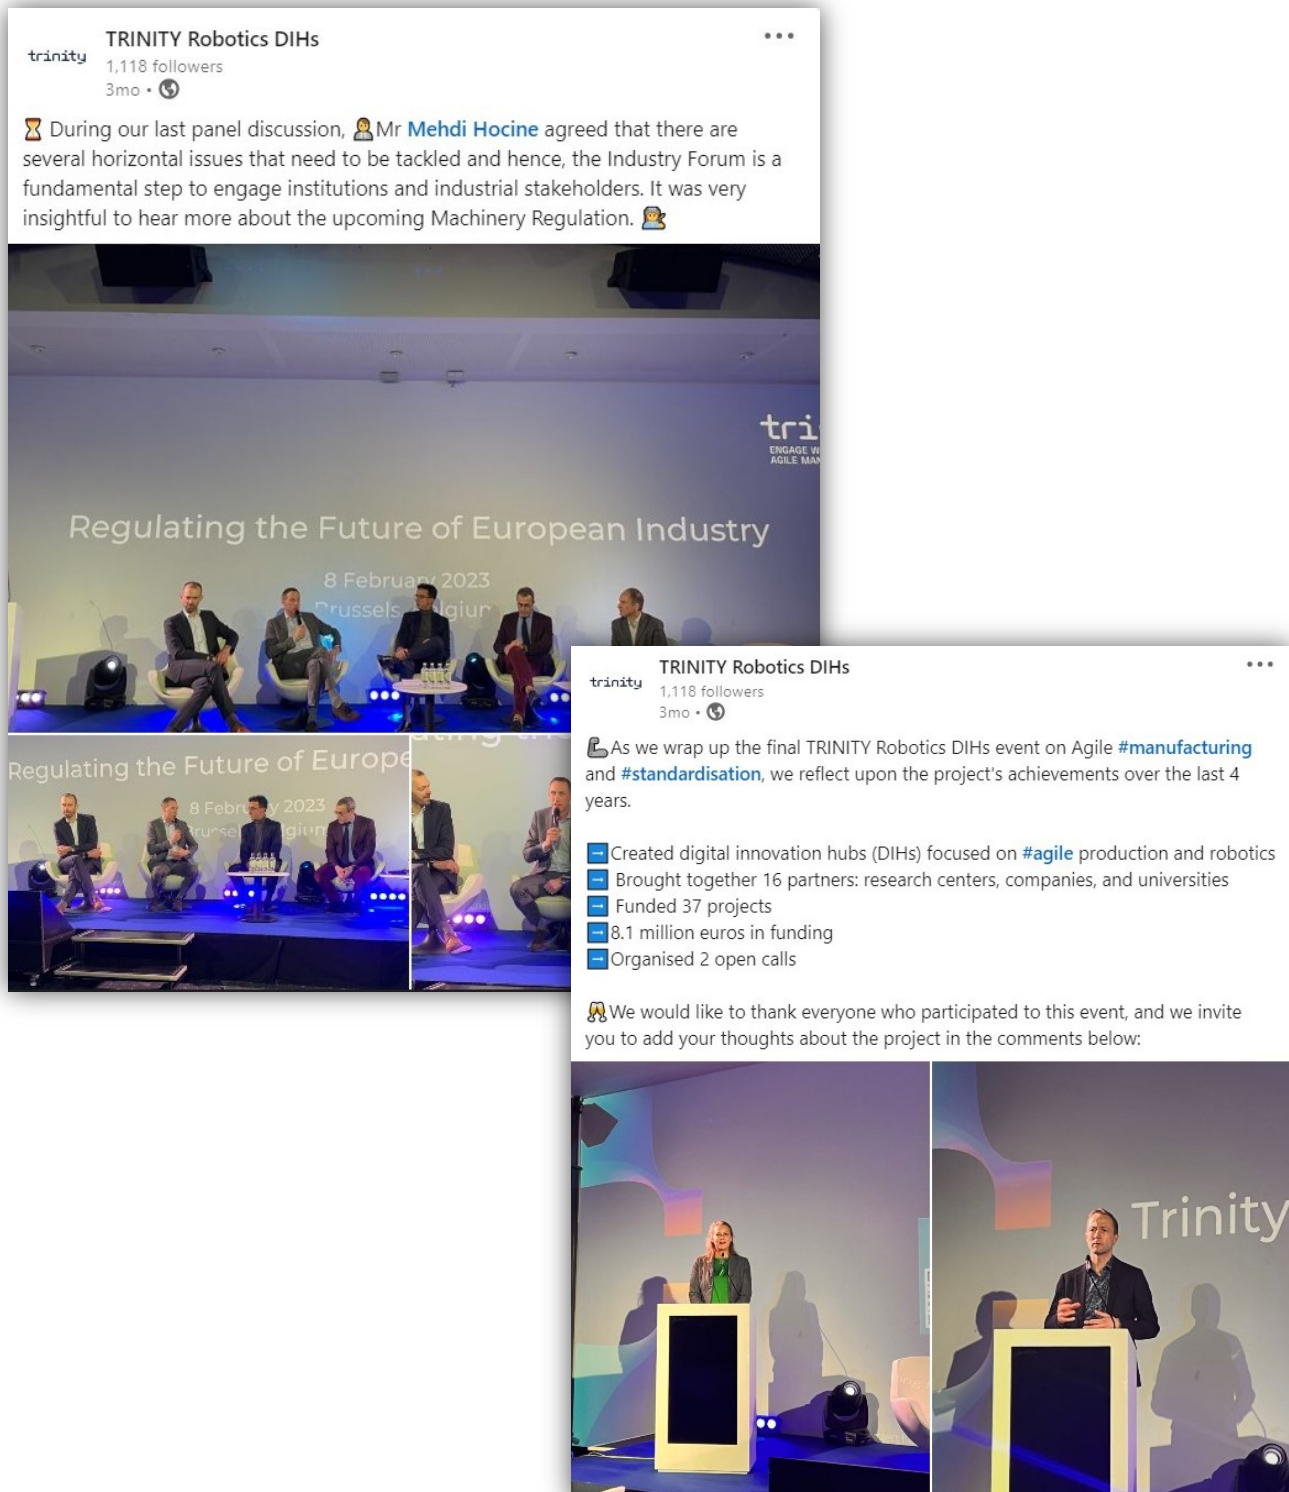 TRINITY Robotics DIHs
trinity
1,118 followers
3mo •
During our last panel discussion, Mr Mehdi Hocine agreed that there are
several horizontal issues that need to be tackled and hence, the Industry Forum is a
fundamental step to engage institutions and industrial stakeholders. It was very
insightful to hear more about the upcoming Machinery Regulation.
tri
ENGAGE W
AGILE MAN
Regulating the Future of European Industry
8 February 2023
Brussels, Belgium
Regulating the Future of Europe
8 February 2023
TRINITY Robotics DIHs
trinity
1,118 followers
3mo •
As we wrap up the final TRINITY Robotics DIHs event on Agile #manufacturing
and #standardisation, we reflect upon the project's achievements over the last 4
years.
Created digital innovation hubs (DIHs) focused on #agile production and robotics
Brought together 16 partners: research centers, companies, and universities
Funded 37 projects
8.1 million euros in funding
Organised 2 open calls
We would like to thank everyone who participated to this event, and we invite
you to add your thoughts about the project in the comments below:
Trinity